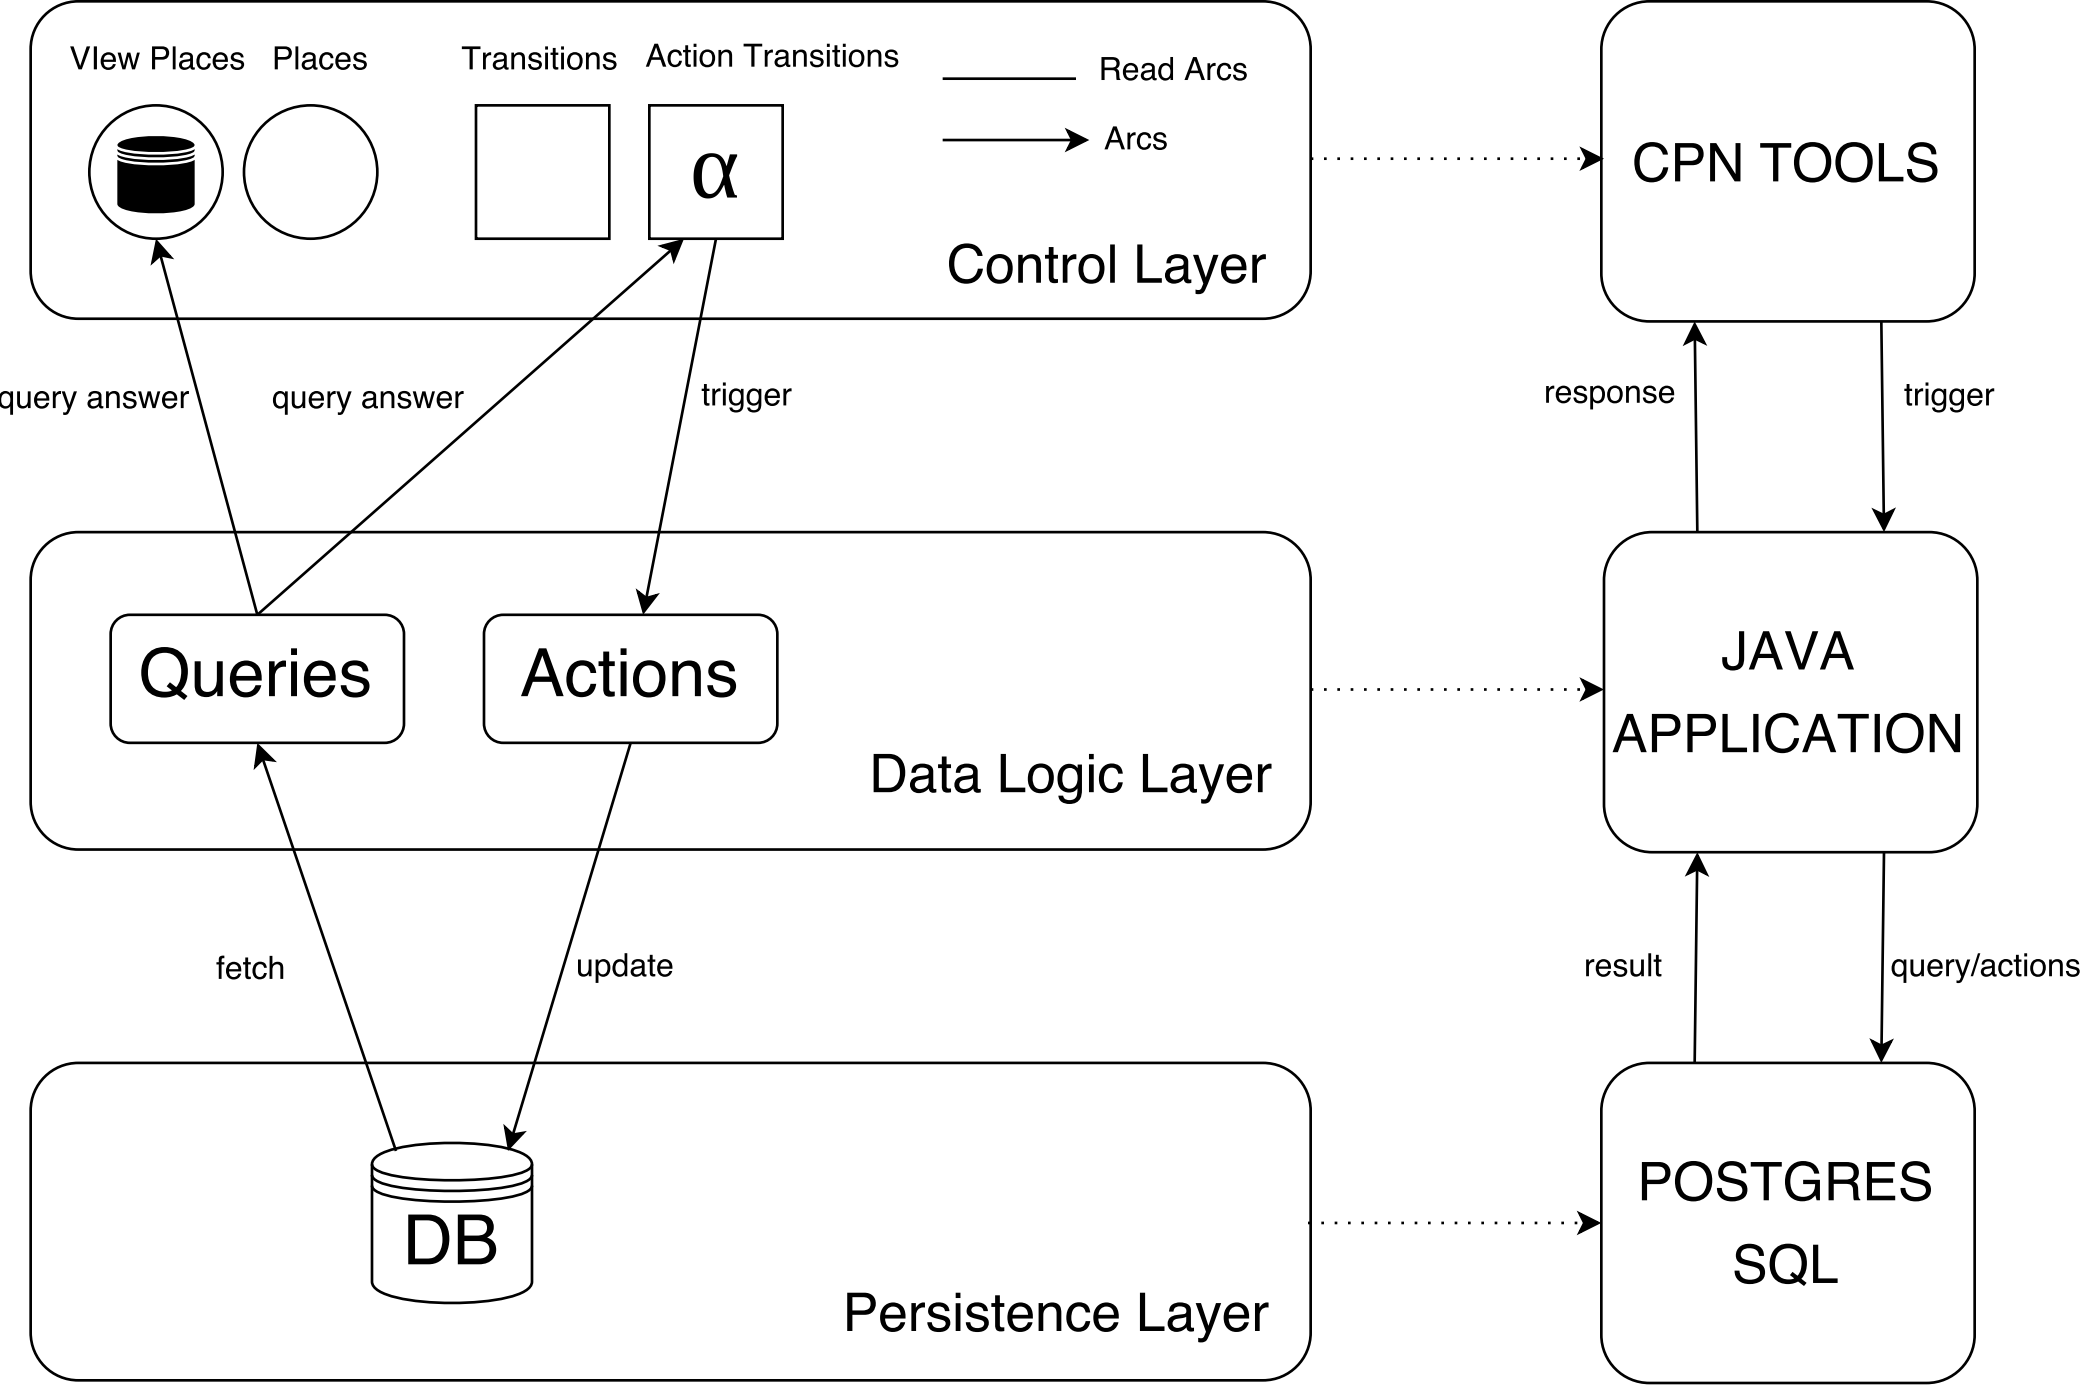 VIew Places
Places
Transitions
Action Transitions
Read Arcs
Arcs
α
Control Layer
CPN TOOLS
query answer
query answer
trigger
response
trigger
Queries
Actions
Data Logic Layer
JAVA
APPLICATION
fetch
update
result
query/actions
DB
Persistence Layer
POSTGRES
SQL